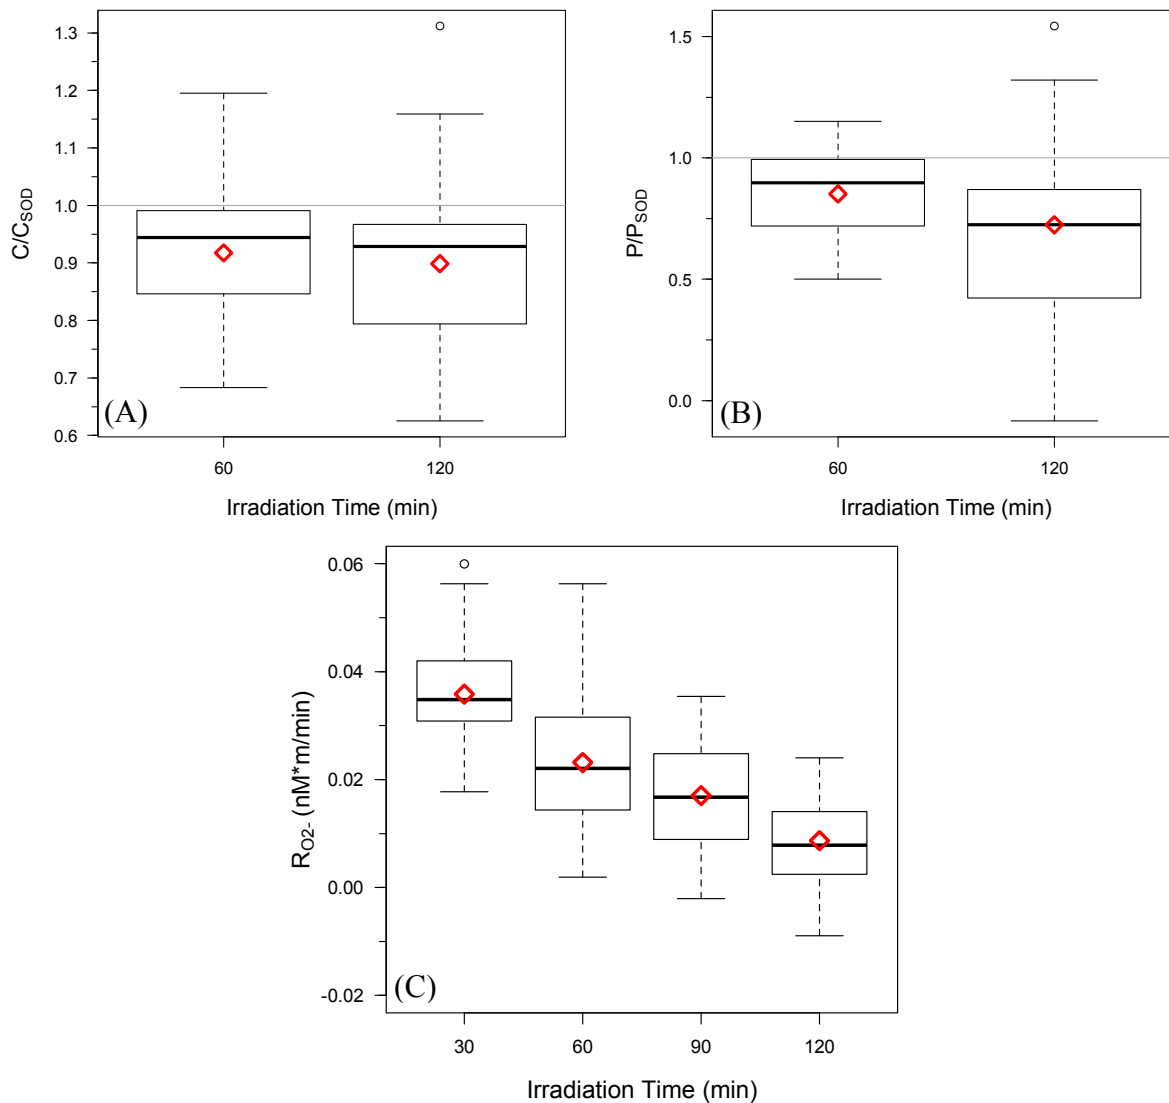 1.3
1.2
1.1
1.0
0.9
0.8
0.7
0.6
C/CSOD
(A)
60
120
Irradiation Time (min)
1.5
1.0
0.5
0.0
P/PSOD
(B)
60
120
Irradiation Time (min)
0.06
0.04
0.02
0.00
-0.02
RO2- (nM*m/min)
(C)
30
60
90
120
Irradiation Time (min)